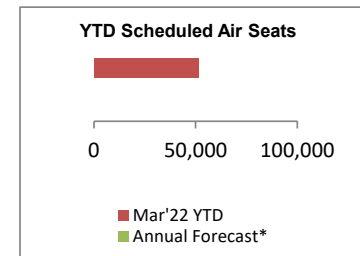 YTD Scheduled Air Seats
0 50,000 100,000
Mar'22 YTD
Annual Forecast*